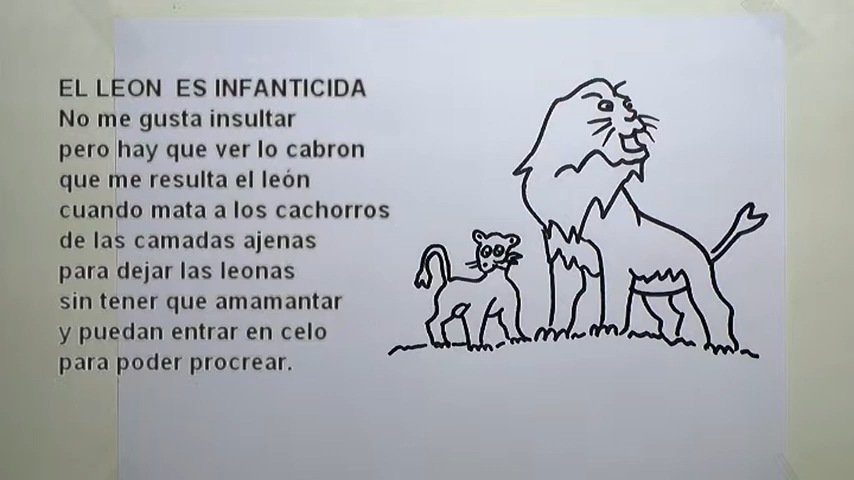 EL LEON  ES INFANTICIDA
No me gusta insultar
pero hay que ver lo cabron
que me resulta el león
cuando mata a los cachorros
de las camadas ajenas
para dejar las leonas
sin tener que amamantar
y puedan entrar en celo
para poder procrear.